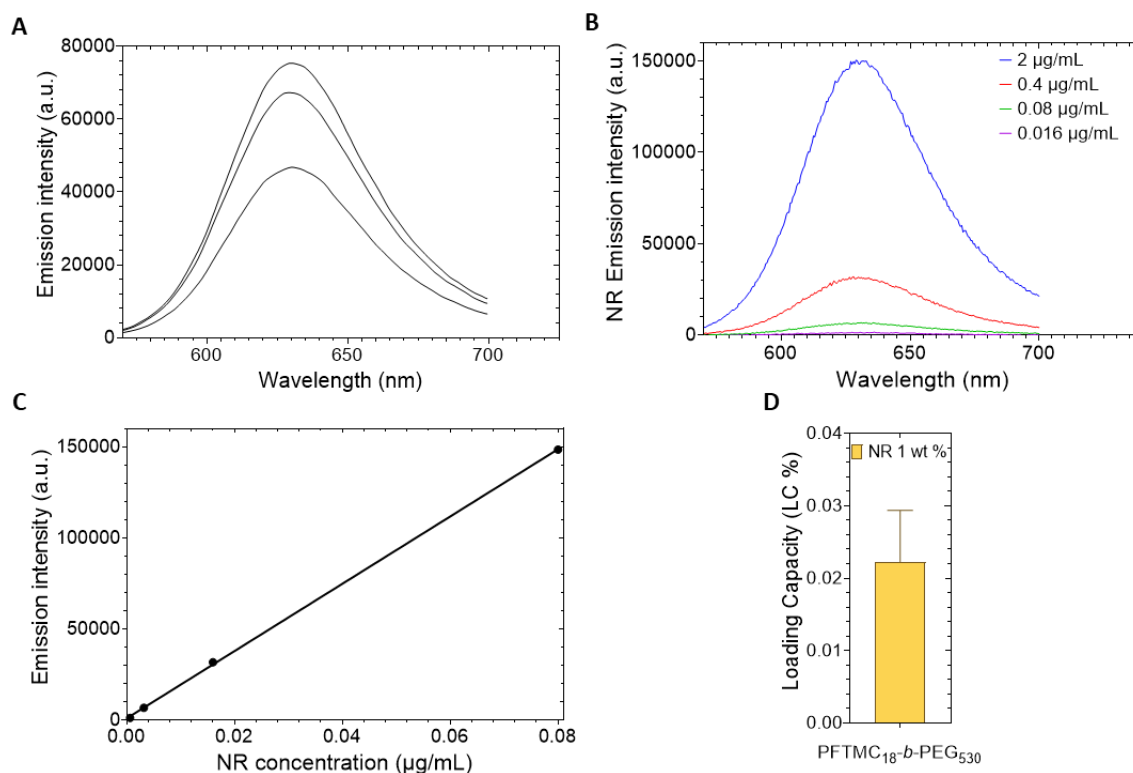 A
80000
60000
40000
20000
0
Emission intensity (a.u.)
600
650
700
Wavelength (nm)
B
150000
100000
50000
0
NR Emission intensity (a.u.)
2 µg/mL
0.4 µg/mL
0.08 µg/mL
0.016 µg/mL
600
650
700
Wavelength (nm)
C
150000
100000
50000
0
Emission intensity (a.u.)
0.00
0.02
0.04
0.06
0.08
NR concentration (µg/mL)
D
0.04
0.03
0.02
0.01
0.00
Loading Capacity (LC %)
NR 1 wt %
PFTMC18-b-PEG530